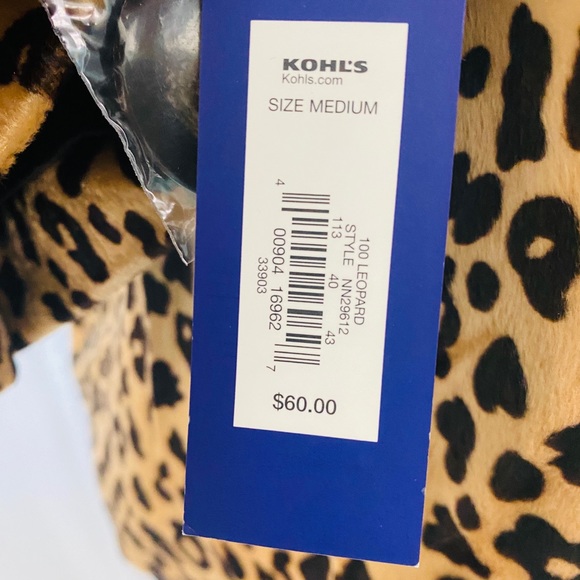 KOHL'S
Kohls.com
SIZE MEDIUM
100 LEOPARD
STYLE NN29612
113 40 43
4 00904 16962 7
33903
$60.00